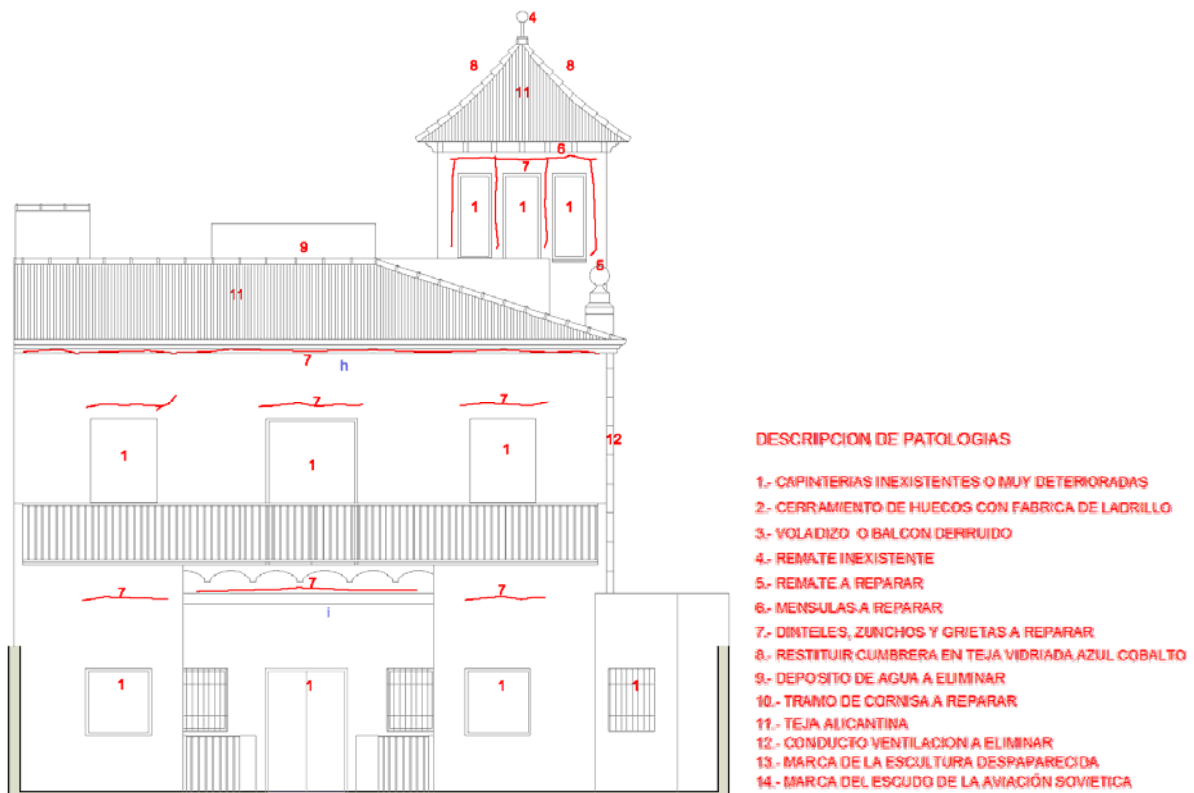 4
8 8
11
6
7
1 1 1
9
5
11
7
h
7 7 7
12
1 1 1
7 7 7
i
1 1 1 1
DESCRIPCION DE PATOLOGIAS
1.- CAPINTERIAS INEXISTENTES O MUY DETERIORADAS
2.- CERRAMIENTO DE HUECOS CON FABRICA DE LADRILLO
3.- VOLADIZO O BALCON DERRUIDO
4.- REMATE INEXISTENTE
5.- REMATE A REPARAR
6.- MENSULAS A REPARAR
7.- DINTELES, ZUNCHOS Y GRIETAS A REPARAR
8.- RESTITUIR CUMBRERA EN TEJA VIDRIADA AZUL COBALTO
9.- DEPOSITO DE AGUA A ELIMINAR
10.- TRAMO DE CORNISA A REPARAR
11.- TEJA ALICANTINA
12.- CONDUCTO VENTILACION A ELIMINAR
13.- MARCA DE LA ESCULTURA DESPAPARECIDA
14.- MARCA DEL ESCUDO DE LA AVIACIÓN SOVIETICA